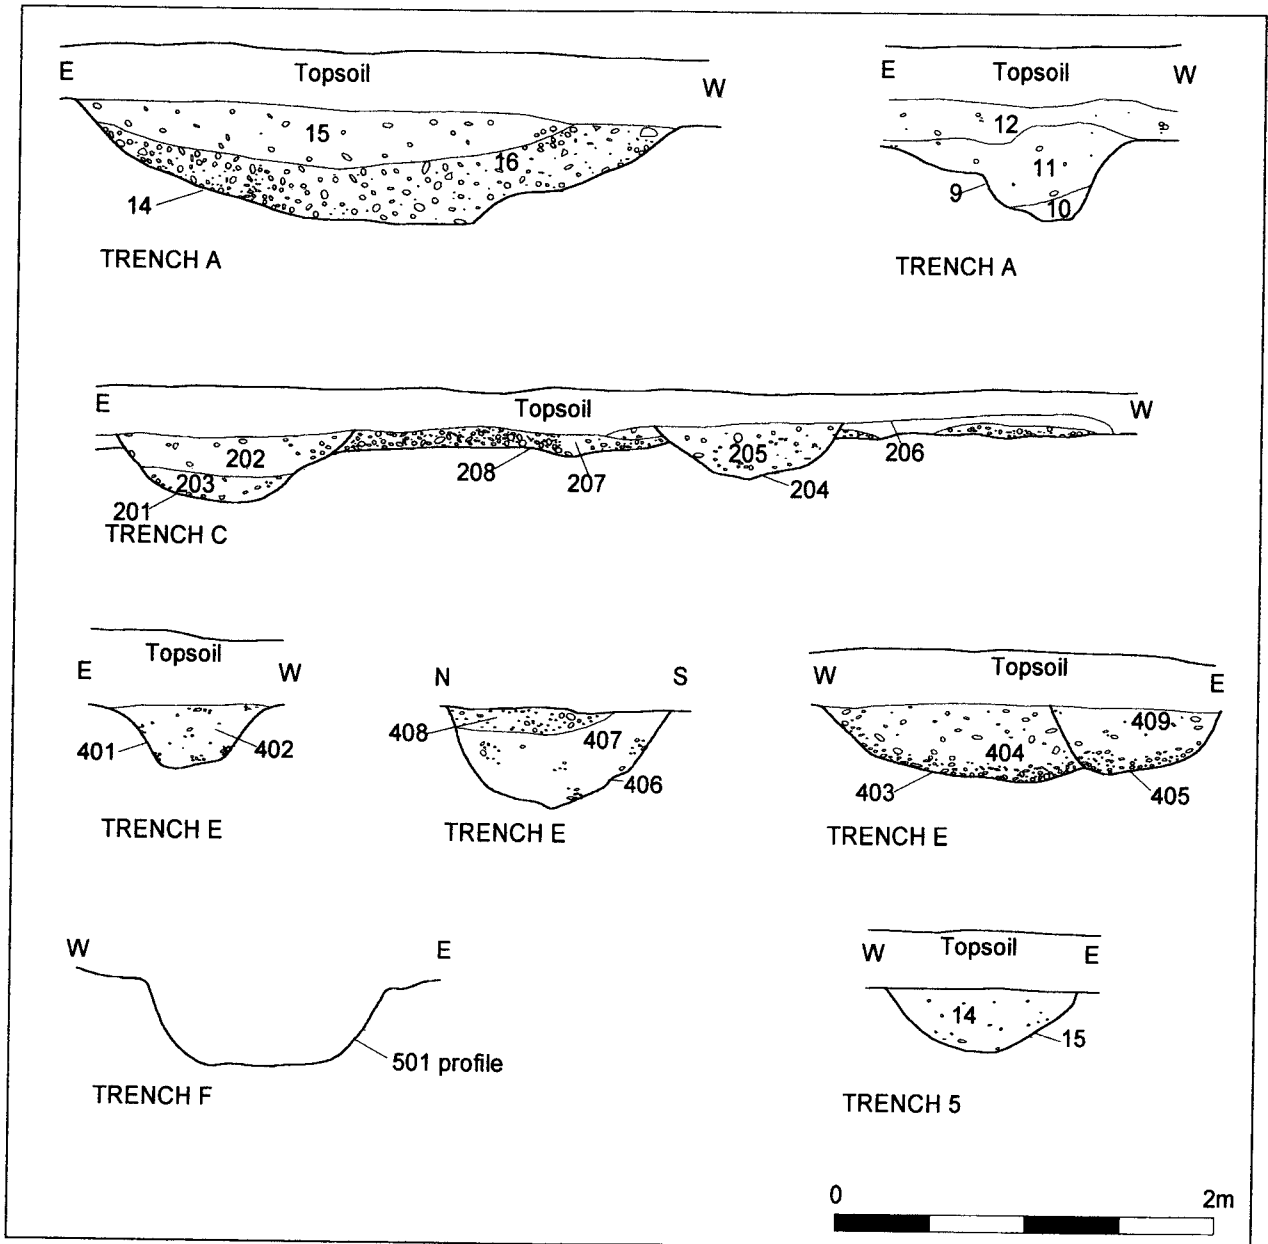 E Topsoil W
15
16
14
TRENCH A
E Topsoil W
12
11
9
10
TRENCH A
E Topsoil W
202
203
201
208
207
205
204
206
TRENCH C
E Topsoil W
401
402
TRENCH E
N S
408
407
406
TRENCH E
W Topsoil E
409
404
403
405
TRENCH E
W E
501 profile
TRENCH F
W Topsoil E
14
15
TRENCH 5
0 2m